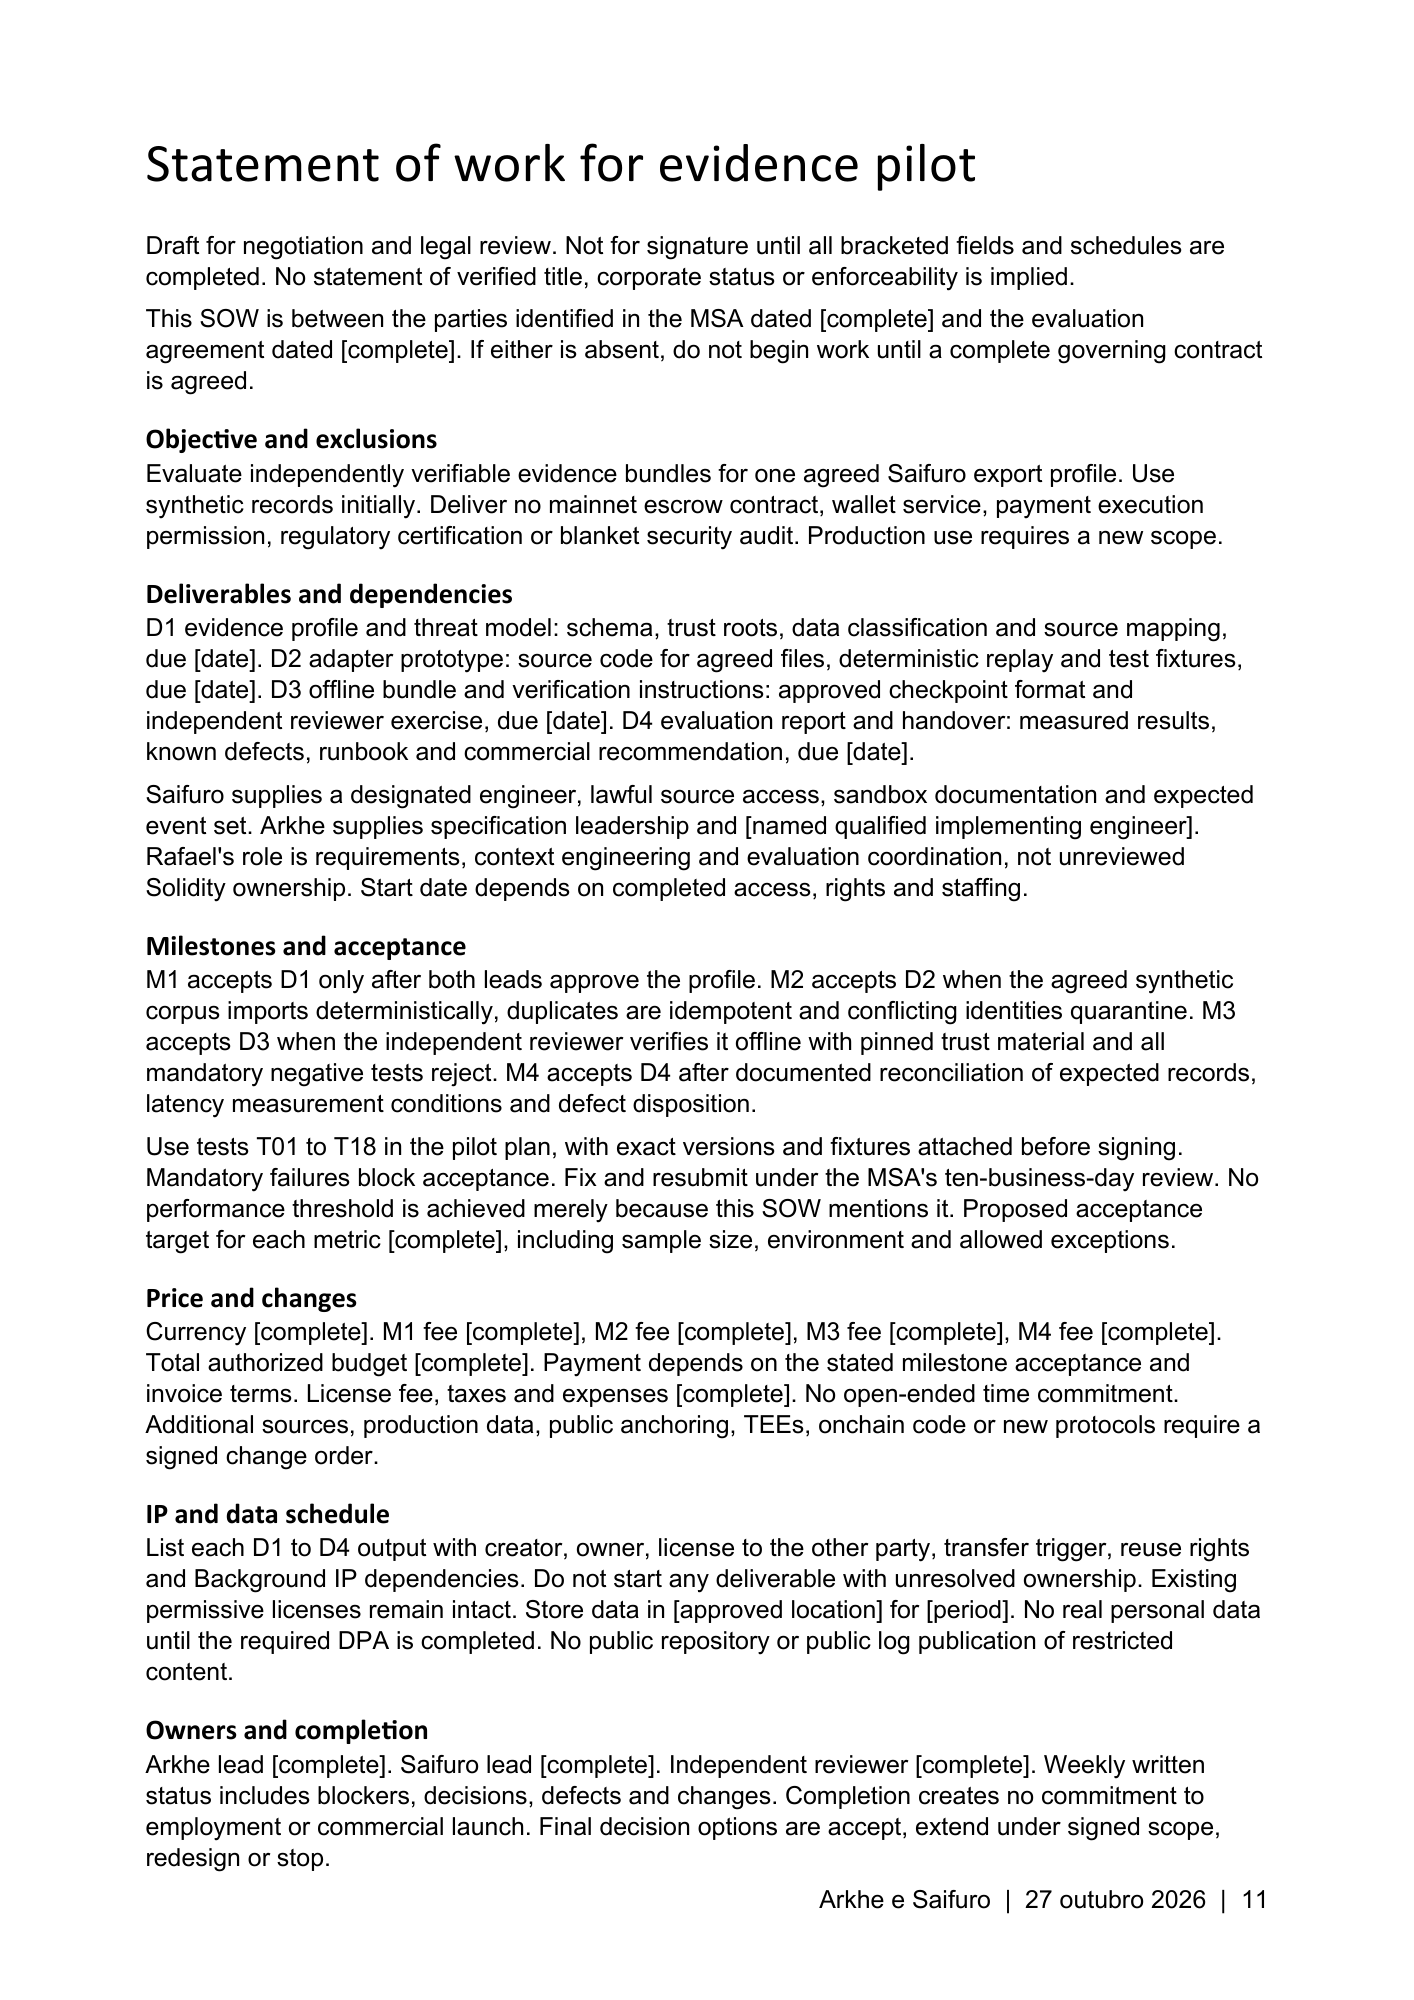 Statement of work for evidence pilot
Draft for negotiation and legal review. Not for signature until all bracketed fields and schedules are
completed. No statement of verified title, corporate status or enforceability is implied.
This SOW is between the parties identified in the MSA dated [complete] and the evaluation
agreement dated [complete]. If either is absent, do not begin work until a complete governing contract
is agreed.
Objective and exclusions
Evaluate independently verifiable evidence bundles for one agreed Saifuro export profile. Use
synthetic records initially. Deliver no mainnet escrow contract, wallet service, payment execution
permission, regulatory certification or blanket security audit. Production use requires a new scope.
Deliverables and dependencies
D1 evidence profile and threat model: schema, trust roots, data classification and source mapping,
due [date]. D2 adapter prototype: source code for agreed files, deterministic replay and test fixtures,
due [date]. D3 offline bundle and verification instructions: approved checkpoint format and
independent reviewer exercise, due [date]. D4 evaluation report and handover: measured results,
known defects, runbook and commercial recommendation, due [date].
Saifuro supplies a designated engineer, lawful source access, sandbox documentation and expected
event set. Arkhe supplies specification leadership and [named qualified implementing engineer].
Rafael's role is requirements, context engineering and evaluation coordination, not unreviewed
Solidity ownership. Start date depends on completed access, rights and staffing.
Milestones and acceptance
M1 accepts D1 only after both leads approve the profile. M2 accepts D2 when the agreed synthetic
corpus imports deterministically, duplicates are idempotent and conflicting identities quarantine. M3
accepts D3 when the independent reviewer verifies it offline with pinned trust material and all
mandatory negative tests reject. M4 accepts D4 after documented reconciliation of expected records,
latency measurement conditions and defect disposition.
Use tests T01 to T18 in the pilot plan, with exact versions and fixtures attached before signing.
Mandatory failures block acceptance. Fix and resubmit under the MSA's ten-business-day review. No
performance threshold is achieved merely because this SOW mentions it. Proposed acceptance
target for each metric [complete], including sample size, environment and allowed exceptions.
Price and changes
Currency [complete]. M1 fee [complete], M2 fee [complete], M3 fee [complete], M4 fee [complete].
Total authorized budget [complete]. Payment depends on the stated milestone acceptance and
invoice terms. License fee, taxes and expenses [complete]. No open-ended time commitment.
Additional sources, production data, public anchoring, TEEs, onchain code or new protocols require a
signed change order.
IP and data schedule
List each D1 to D4 output with creator, owner, license to the other party, transfer trigger, reuse rights
and Background IP dependencies. Do not start any deliverable with unresolved ownership. Existing
permissive licenses remain intact. Store data in [approved location] for [period]. No real personal data
until the required DPA is completed. No public repository or public log publication of restricted
content.
Owners and completion
Arkhe lead [complete]. Saifuro lead [complete]. Independent reviewer [complete]. Weekly written
status includes blockers, decisions, defects and changes. Completion creates no commitment to
employment or commercial launch. Final decision options are accept, extend under signed scope,
redesign or stop.
Arkhe e Saifuro | 27 outubro 2026 | 11